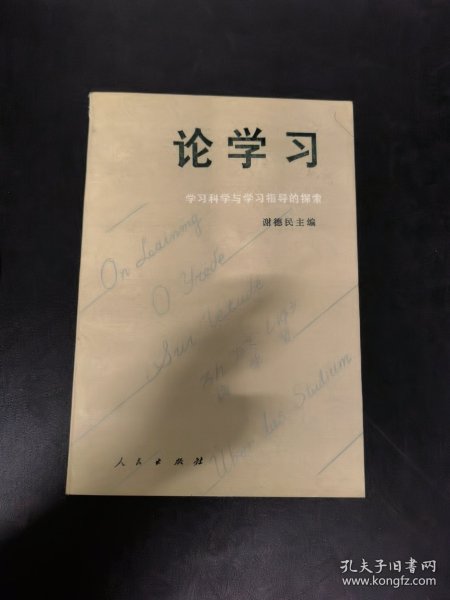 论学习
学习科学与学习指导的探索
谢德民主编
On Learning
Sur l'étude
Über das Studium
人民出版社
孔夫子旧书网
www.kongfz.com